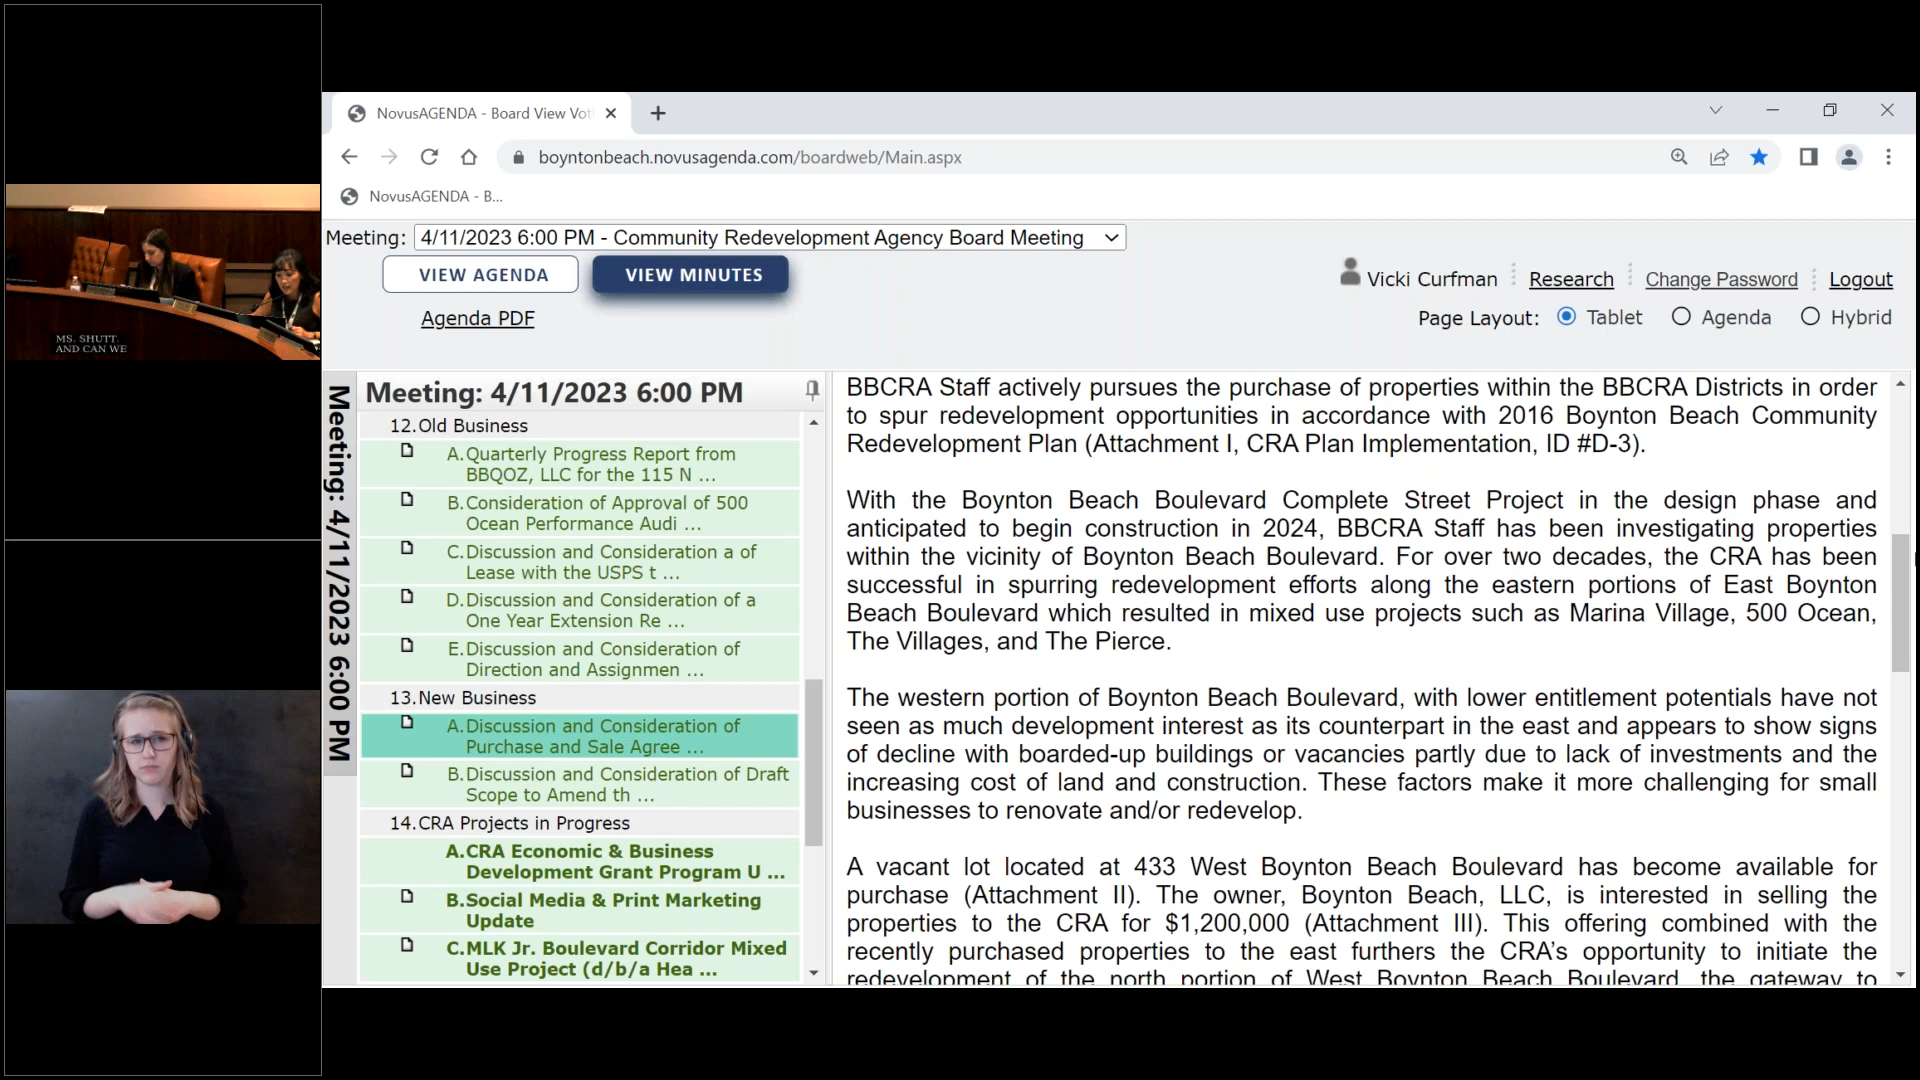 NovusAGENDA - Board View Voti
boyntonbeach.novusagenda.com/boardweb/Main.aspx
NovusAGENDA - B...
Meeting: 4/11/2023 6:00 PM - Community Redevelopment Agency Board Meeting
VIEW AGENDA VIEW MINUTES
Agenda PDF
Vicki Curfman Research Change Password Logout
Page Layout: Tablet Agenda Hybrid
MS. SHUTT.
AND CAN WE
Meeting: 4/11/2023 6:00 PM
Meeting: 4/11/2023 6:00 PM
12.Old Business
A.Quarterly Progress Report from
BBQOZ, LLC for the 115 N ...
B.Consideration of Approval of 500
Ocean Performance Audi ...
C.Discussion and Consideration a of
Lease with the USPS t ...
D.Discussion and Consideration of a
One Year Extension Re ...
E.Discussion and Consideration of
Direction and Assignmen ...
13.New Business
A.Discussion and Consideration of
Purchase and Sale Agree ...
B.Discussion and Consideration of Draft
Scope to Amend th ...
14.CRA Projects in Progress
A.CRA Economic & Business
Development Grant Program U ...
B.Social Media & Print Marketing
Update
C.MLK Jr. Boulevard Corridor Mixed
Use Project (d/b/a Hea ...
BBCRA Staff actively pursues the purchase of properties within the BBCRA Districts in order
to spur redevelopment opportunities in accordance with 2016 Boynton Beach Community
Redevelopment Plan (Attachment I, CRA Plan Implementation, ID #D-3).
With the Boynton Beach Boulevard Complete Street Project in the design phase and
anticipated to begin construction in 2024, BBCRA Staff has been investigating properties
within the vicinity of Boynton Beach Boulevard. For over two decades, the CRA has been
successful in spurring redevelopment efforts along the eastern portions of East Boynton
Beach Boulevard which resulted in mixed use projects such as Marina Village, 500 Ocean,
The Villages, and The Pierce.
The western portion of Boynton Beach Boulevard, with lower entitlement potentials have not
seen as much development interest as its counterpart in the east and appears to show signs
of decline with boarded-up buildings or vacancies partly due to lack of investments and the
increasing cost of land and construction. These factors make it more challenging for small
businesses to renovate and/or redevelop.
A vacant lot located at 433 West Boynton Beach Boulevard has become available for
purchase (Attachment II). The owner, Boynton Beach, LLC, is interested in selling the
properties to the CRA for $1,200,000 (Attachment III). This offering combined with the
recently purchased properties to the east furthers the CRA's opportunity to initiate the
redevelopment of the north portion of West Boynton Beach Boulevard, the gateway to